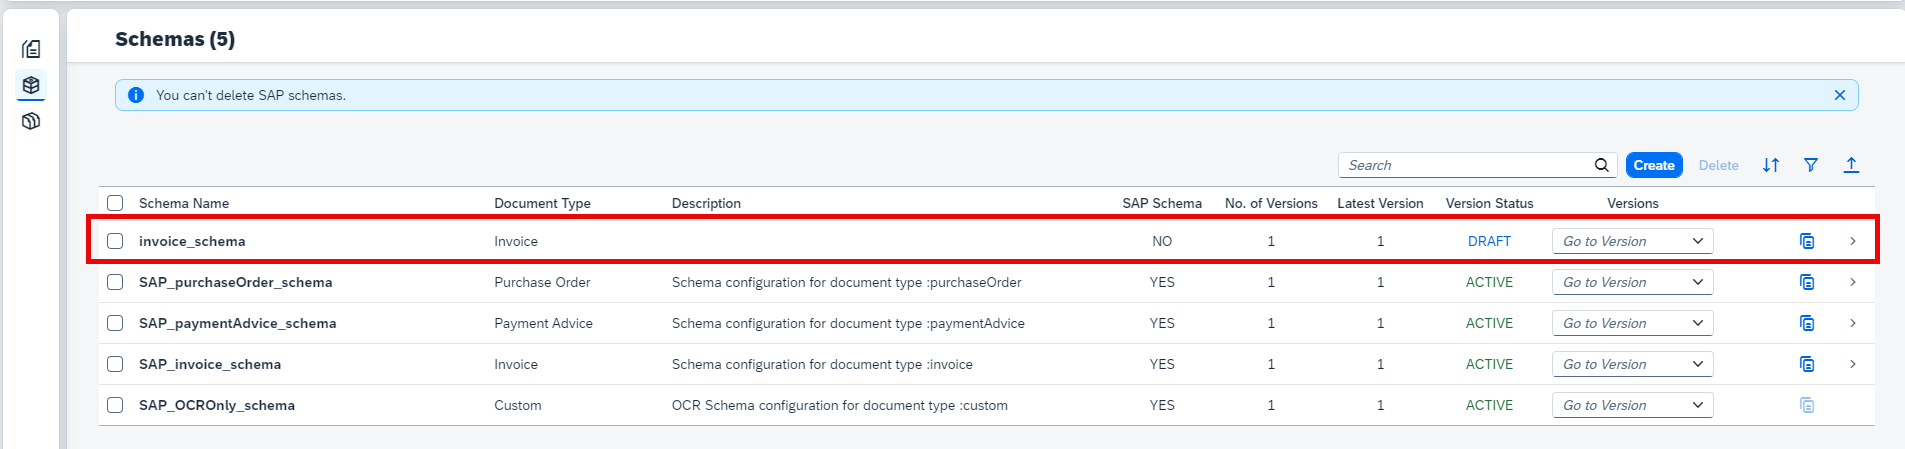 Schemas (5)
You can't delete SAP schemas.
Search Create Delete
Schema Name Document Type Description SAP Schema No. of Versions Latest Version Version Status Versions
invoice_schema Invoice NO 1 1 DRAFT Go to Version
SAP_purchaseOrder_schema Purchase Order Schema configuration for document type :purchaseOrder YES 1 1 ACTIVE Go to Version
SAP_paymentAdvice_schema Payment Advice Schema configuration for document type :paymentAdvice YES 1 1 ACTIVE Go to Version
SAP_invoice_schema Invoice Schema configuration for document type :invoice YES 1 1 ACTIVE Go to Version
SAP_OCROnly_schema Custom OCR Schema configuration for document type :custom YES 1 1 ACTIVE Go to Version